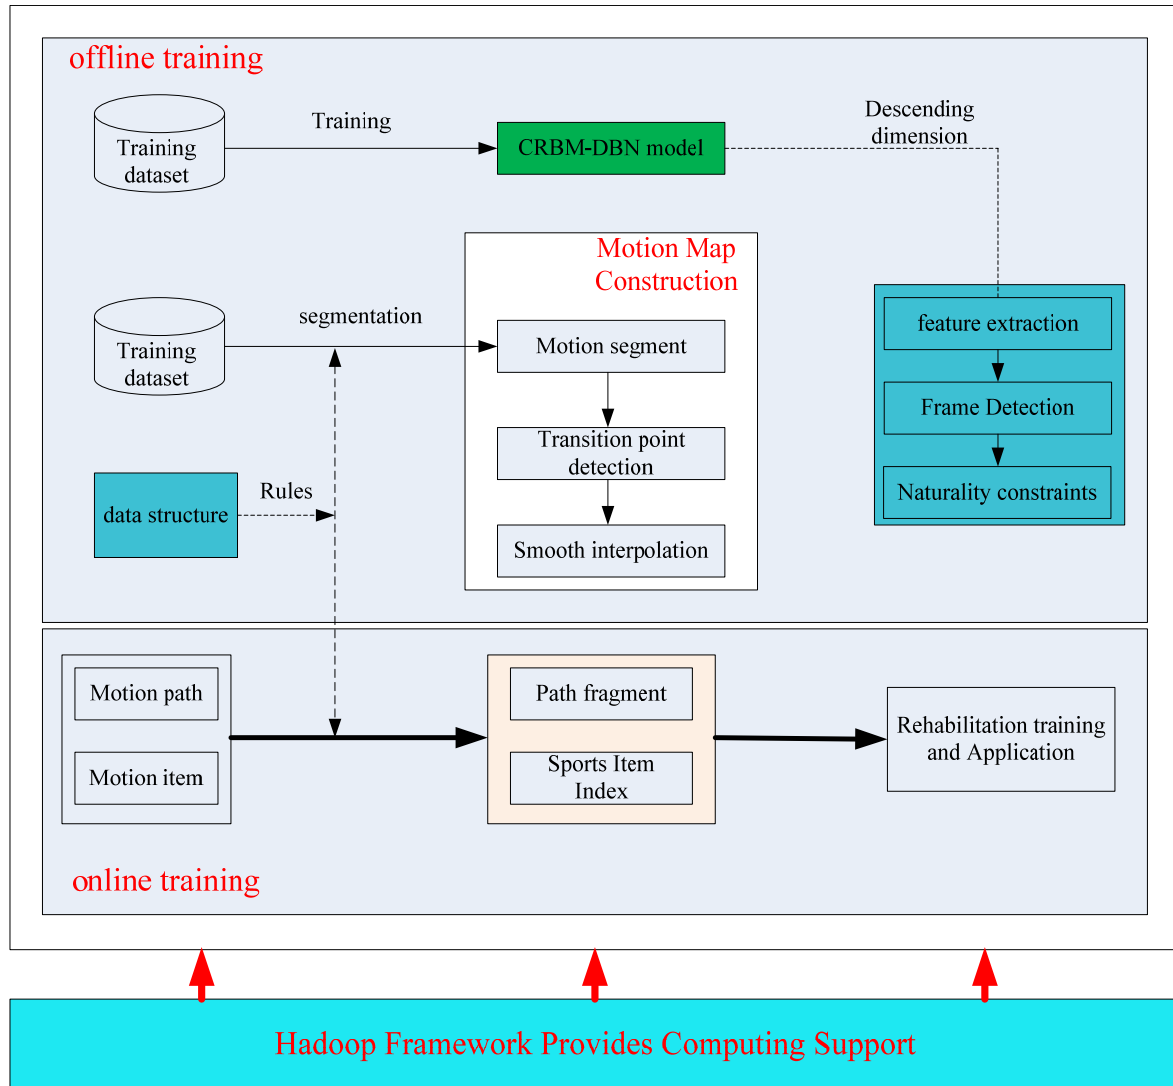 offline training
Training
dataset
Training
CRBM-DBN model
Descending
dimension
Motion Map
Construction
Training
dataset
segmentation
Motion segment
Transition point
detection
Smooth interpolation
feature extraction
Frame Detection
Naturality constraints
data structure
Rules
Motion path
Motion item
Path fragment
Sports Item
Index
Rehabilitation training
and Application
online training
Hadoop Framework Provides Computing Support